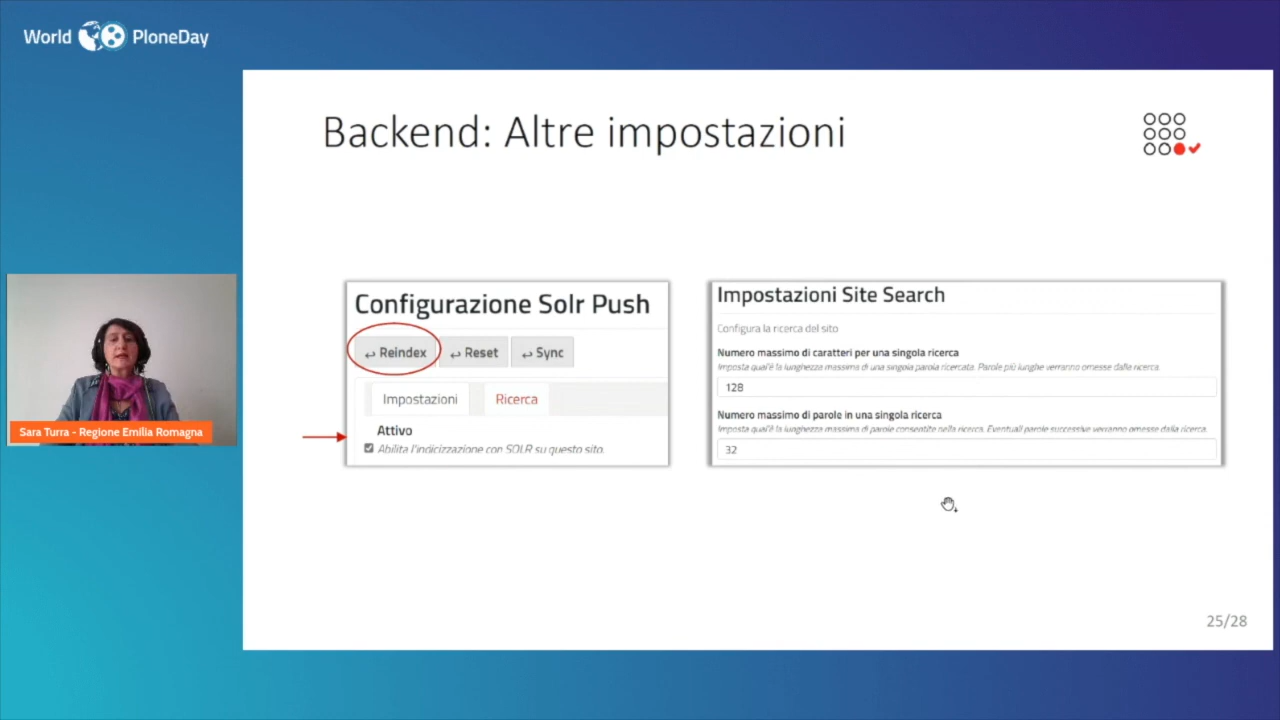 World PloneDay
Backend: Altre impostazioni
Configurazione Solr Push
Reindex Reset Sync
Impostazioni Ricerca
Attivo
Abilita l'indicizzazione con SOLR su questo sito.
Impostazioni Site Search
Configura la ricerca del sito
Numero massimo di caratteri per una singola ricerca
Imposta qual'è la lunghezza massima di una singola parola ricercata. Parole più lunghe verranno omesse dalla ricerca.
128
Numero massimo di parole in una singola ricerca
Imposta qual'è la lunghezza massima di parole consentite nella ricerca. Eventuali parole successive verranno omesse dalla ricerca.
32
Sara Turra - Regione Emilia Romagna
25/28